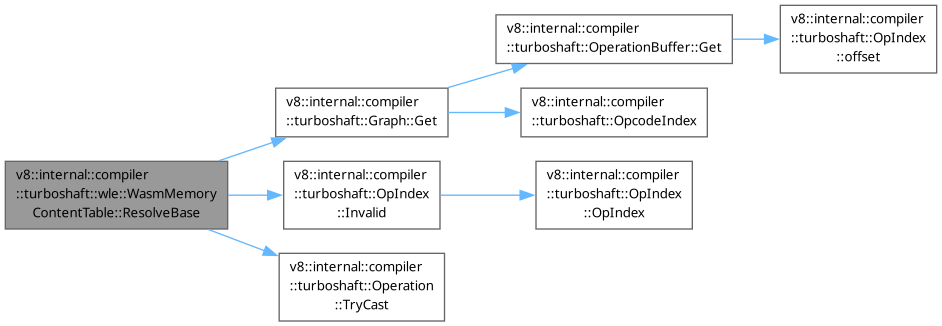 v8::internal::compiler
::turboshaft::wle::WasmMemory
ContentTable::ResolveBase
v8::internal::compiler
::turboshaft::Graph::Get
v8::internal::compiler
::turboshaft::OperationBuffer::Get
v8::internal::compiler
::turboshaft::OpIndex
::offset
v8::internal::compiler
::turboshaft::OpcodeIndex
v8::internal::compiler
::turboshaft::OpIndex
::Invalid
v8::internal::compiler
::turboshaft::OpIndex
::OpIndex
v8::internal::compiler
::turboshaft::Operation
::TryCast